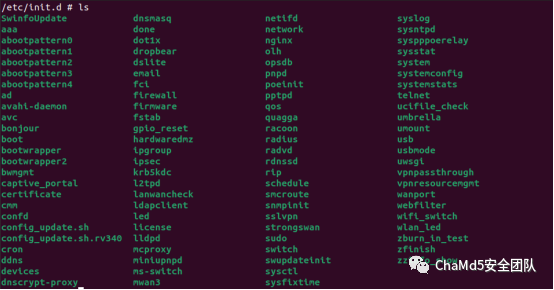 /etc/init.d # ls
SwinfoUpdate dnsmasq netifd syslog
aaa done network sysntpd
abootpattern0 dot1x nginx syspppoerelay
abootpattern1 dropbear olh sysstat
abootpattern2 dslite opsdb system
abootpattern3 email pnpd systemconfig
abootpattern4 fci poeinit systemstats
ad firewall pptpd telnet
avahi-daemon firmware qos ucifile_check
avc fstab quagga umbrella
bonjour gpio_reset racoon umount
boot hardwaredmz radius usb
bootwrapper ipgroup radvd usbmode
bootwrapper2 ipsec rdnssd uwsgi
bwmgmt krb5kdc rip vpnpassthrough
captive_portal l2tpd schedule vpnresourcemgmt
certificate lanwancheck smcroute wanport
cmm ldapclient snmpinit webfilter
confd led sslvpn wifi_switch
config_update.sh license strongswan wlan_led
config_update.sh.rv340 lldpd sudo zburn_in_test
cron mcproxy switch zfinish
ddns miniupnpd swupdateinit
devices ms-switch sysctl
dnscrypt-proxy mwan3 sysfixtime
ChaMd5安全团队